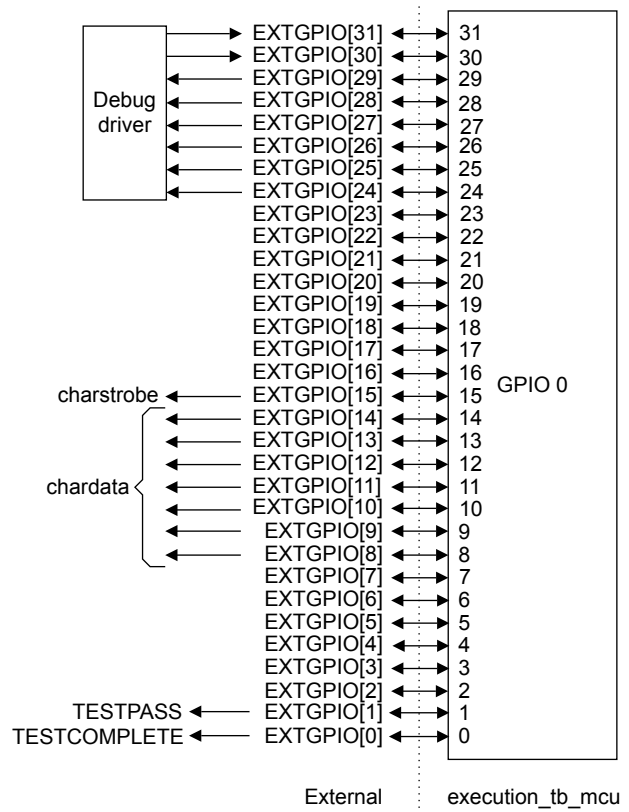 EXTGPIO[31] 31
EXTGPIO[30] 30
EXTGPIO[29] 29
Debug driver
EXTGPIO[28] 28
EXTGPIO[27] 27
EXTGPIO[26] 26
EXTGPIO[25] 25
EXTGPIO[24] 24
EXTGPIO[23] 23
EXTGPIO[22] 22
EXTGPIO[21] 21
EXTGPIO[20] 20
EXTGPIO[19] 19
EXTGPIO[18] 18
EXTGPIO[17] 17
EXTGPIO[16] 16
GPIO 0
charstrobe EXTGPIO[15] 15
EXTGPIO[14] 14
EXTGPIO[13] 13
EXTGPIO[12] 12
chardata EXTGPIO[11] 11
EXTGPIO[10] 10
EXTGPIO[9] 9
EXTGPIO[8] 8
EXTGPIO[7] 7
EXTGPIO[6] 6
EXTGPIO[5] 5
EXTGPIO[4] 4
EXTGPIO[3] 3
EXTGPIO[2] 2
TESTPASS EXTGPIO[1] 1
TESTCOMPLETE EXTGPIO[0] 0
External execution_tb_mcu